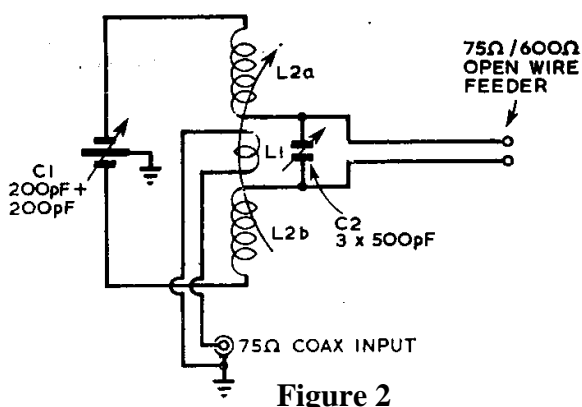 L2a
75Ω/600Ω
OPEN WIRE
FEEDER
L1
C1
200pF+
200pF
L2b
C2
3 x 500pF
75Ω COAX INPUT
Figure 2